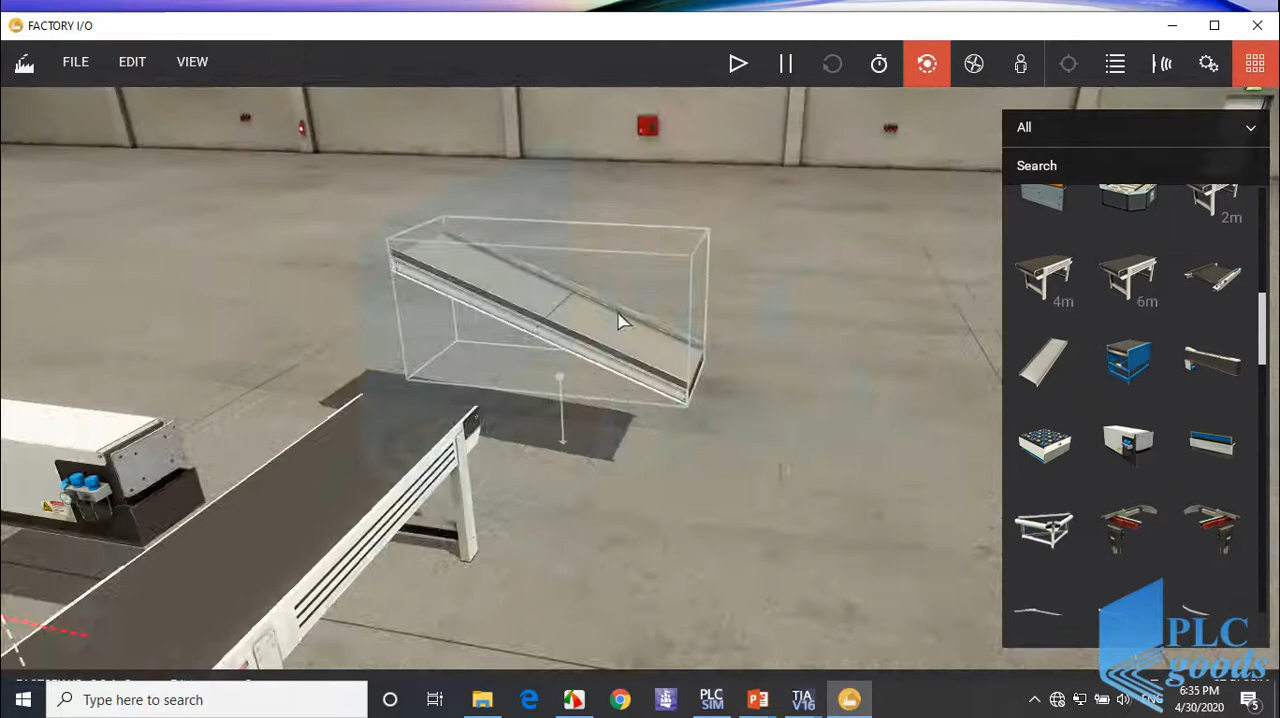 FACTORY I/O
FILE EDIT VIEW
All
Search
2m
4m 6m
PLC
goods
Type here to search
PLC
SIM
TIA
V16
ENG
6:35 PM
4/30/2020
5